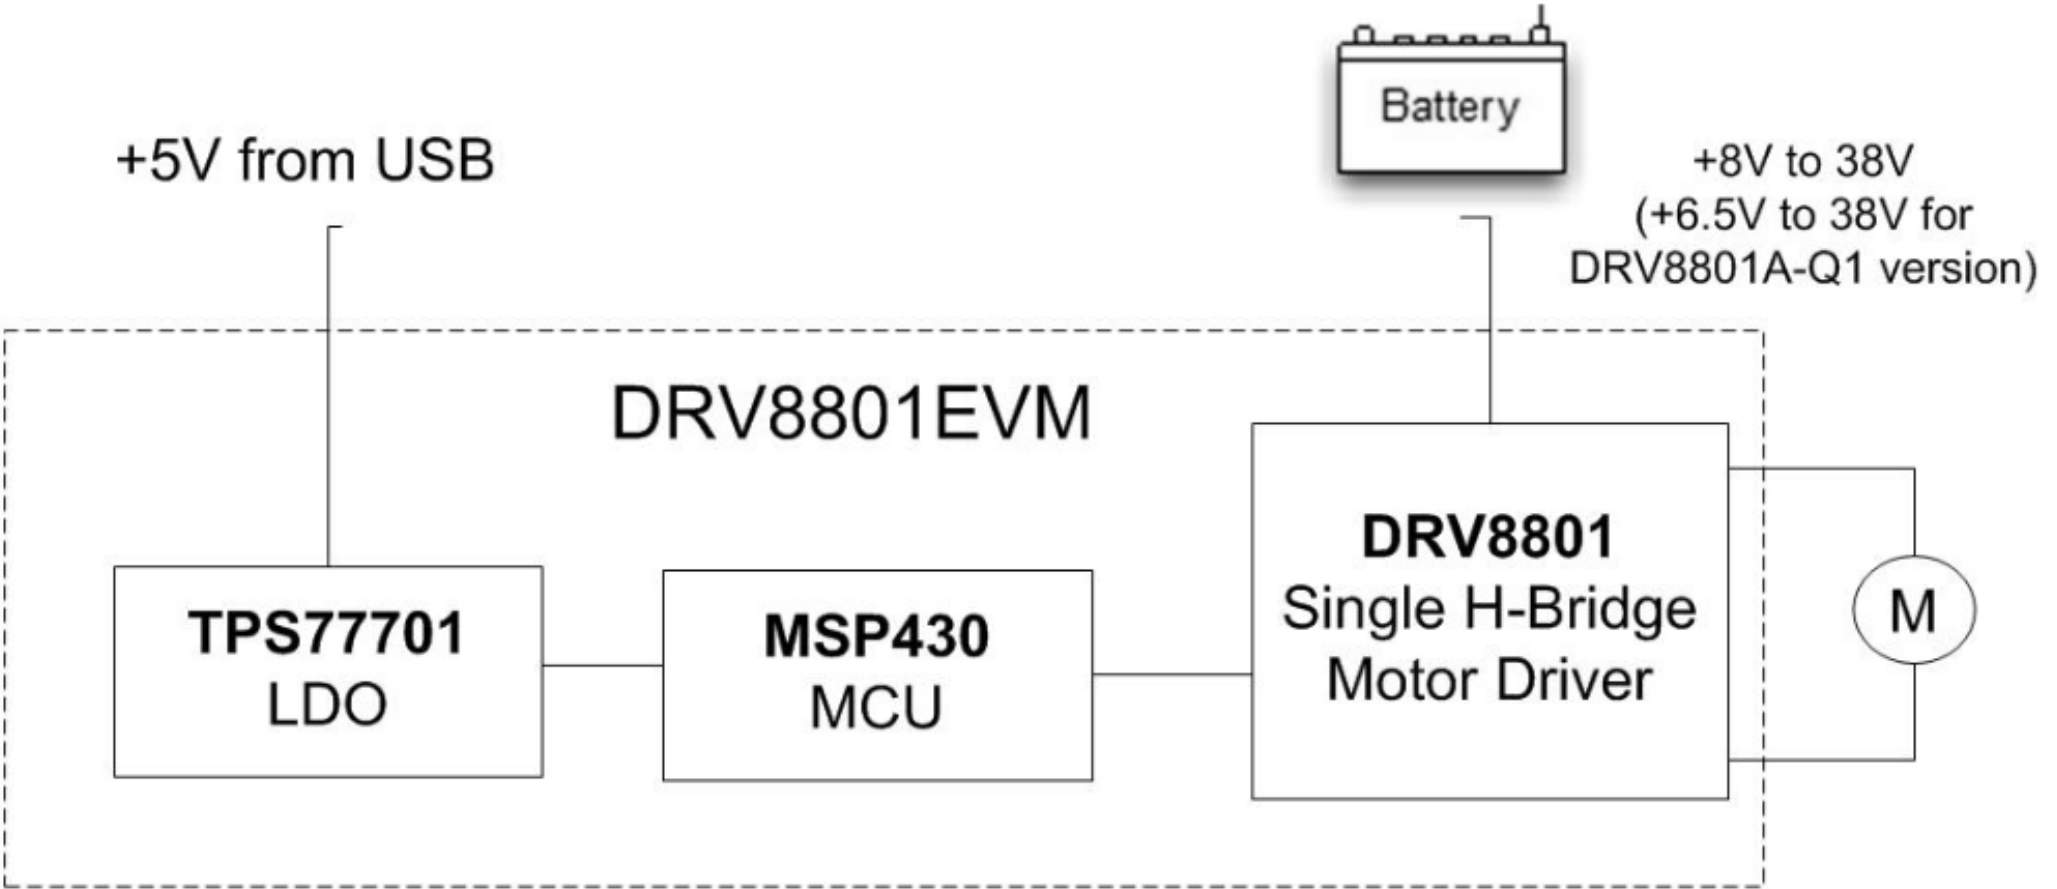 Battery
+5V from USB
+8V to 38V
(+6.5V to 38V for
DRV8801A-Q1 version)
DRV8801EVM
TPS77701
LDO
MSP430
MCU
DRV8801
Single H-Bridge
Motor Driver
M